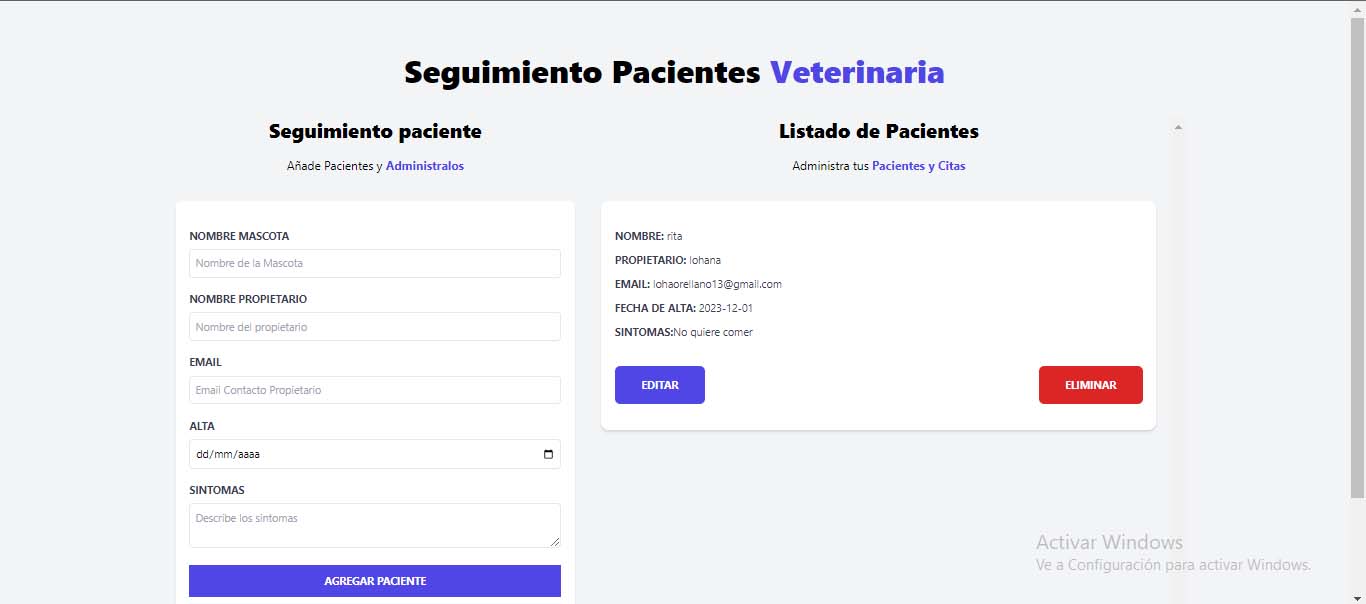 Seguimiento Pacientes Veterinaria
Seguimiento paciente
Añade Pacientes y Administralos
NOMBRE MASCOTA
Nombre de la Mascota
NOMBRE PROPIETARIO
Nombre del propietario
EMAIL
Email Contacto Propietario
ALTA
dd/mm/aaaa
SINTOMAS
Describe los síntomas
AGREGAR PACIENTE
Listado de Pacientes
Administra tus Pacientes y Citas
NOMBRE: rita
PROPIETARIO: lohana
EMAIL: lohaorellano13@gmail.com
FECHA DE ALTA: 2023-12-01
SINTOMAS:No quiere comer
EDITAR
ELIMINAR
Activar Windows
Ve a Configuración para activar Windows.